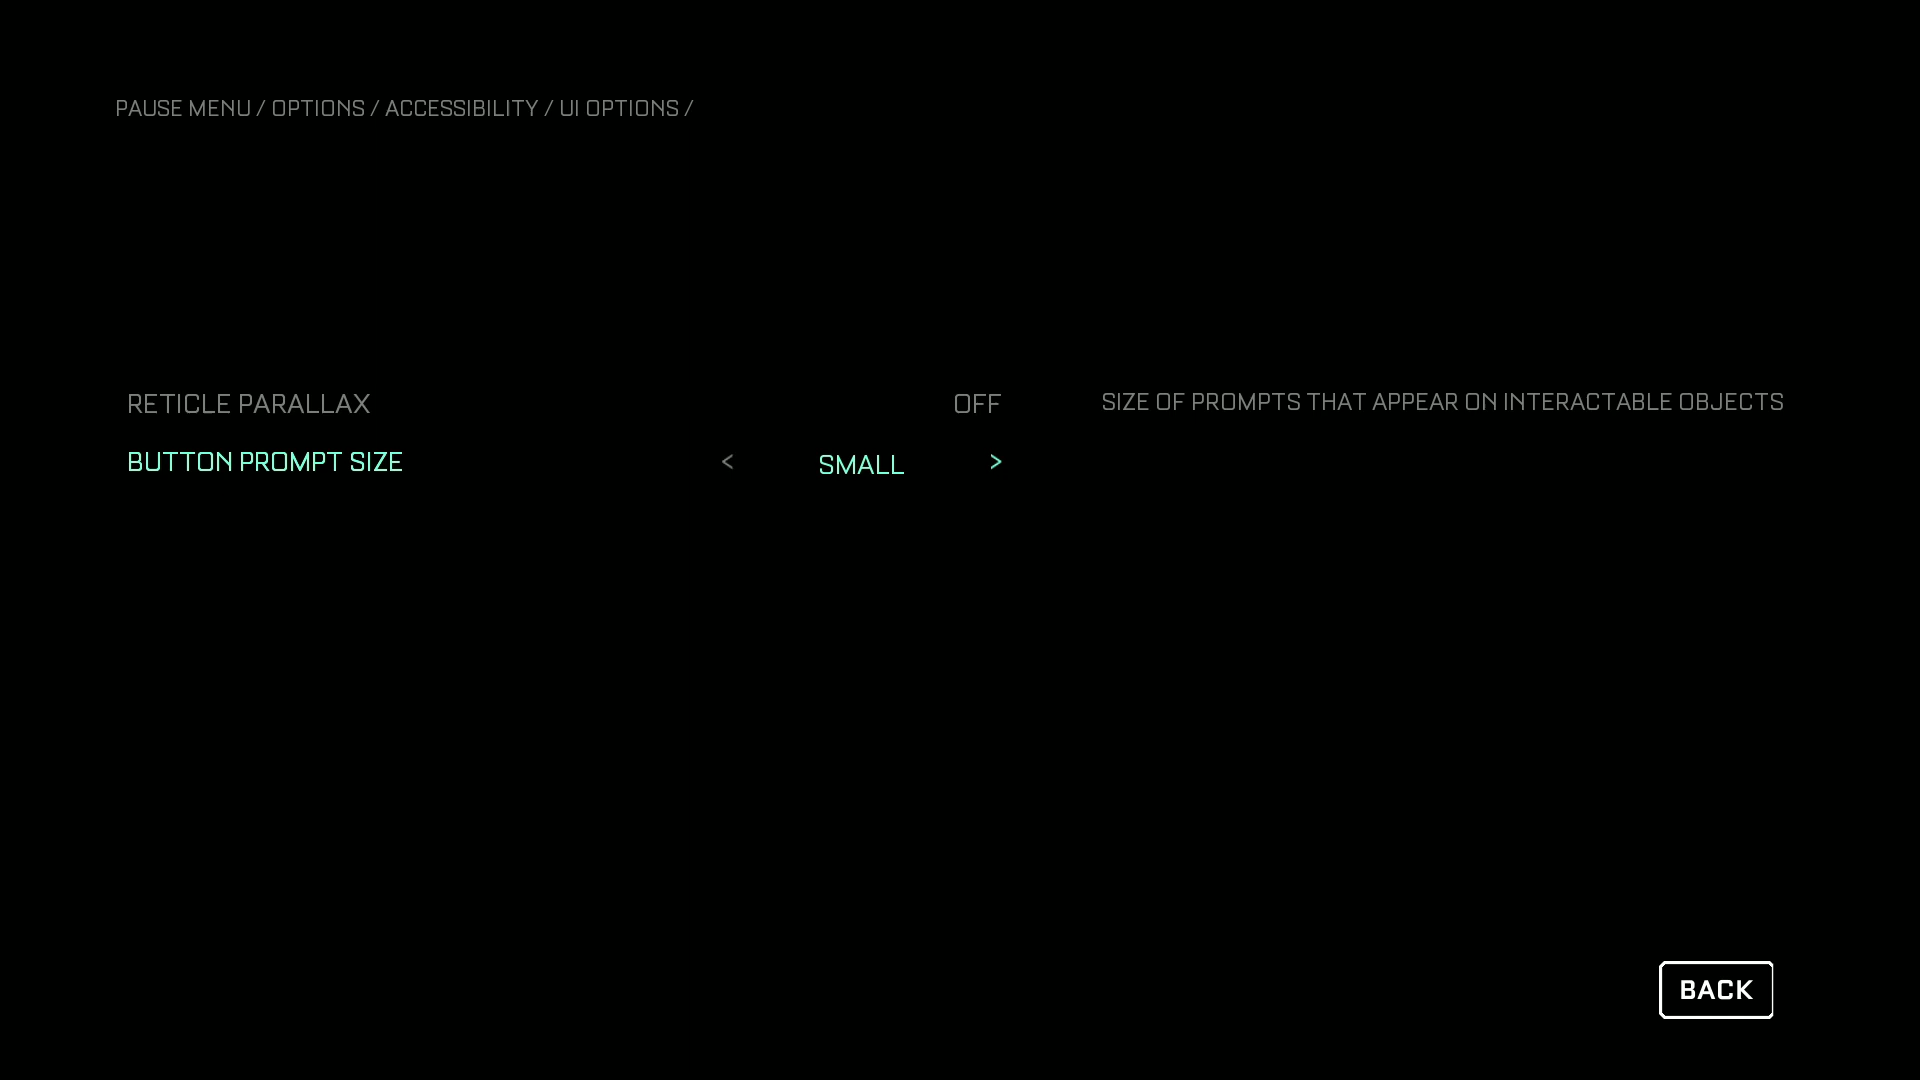 PAUSE MENU / OPTIONS / ACCESSIBILITY / UI OPTIONS /
RETICLE PARALLAX OFF
SIZE OF PROMPTS THAT APPEAR ON INTERACTABLE OBJECTS
BUTTON PROMPT SIZE < SMALL >
BACK